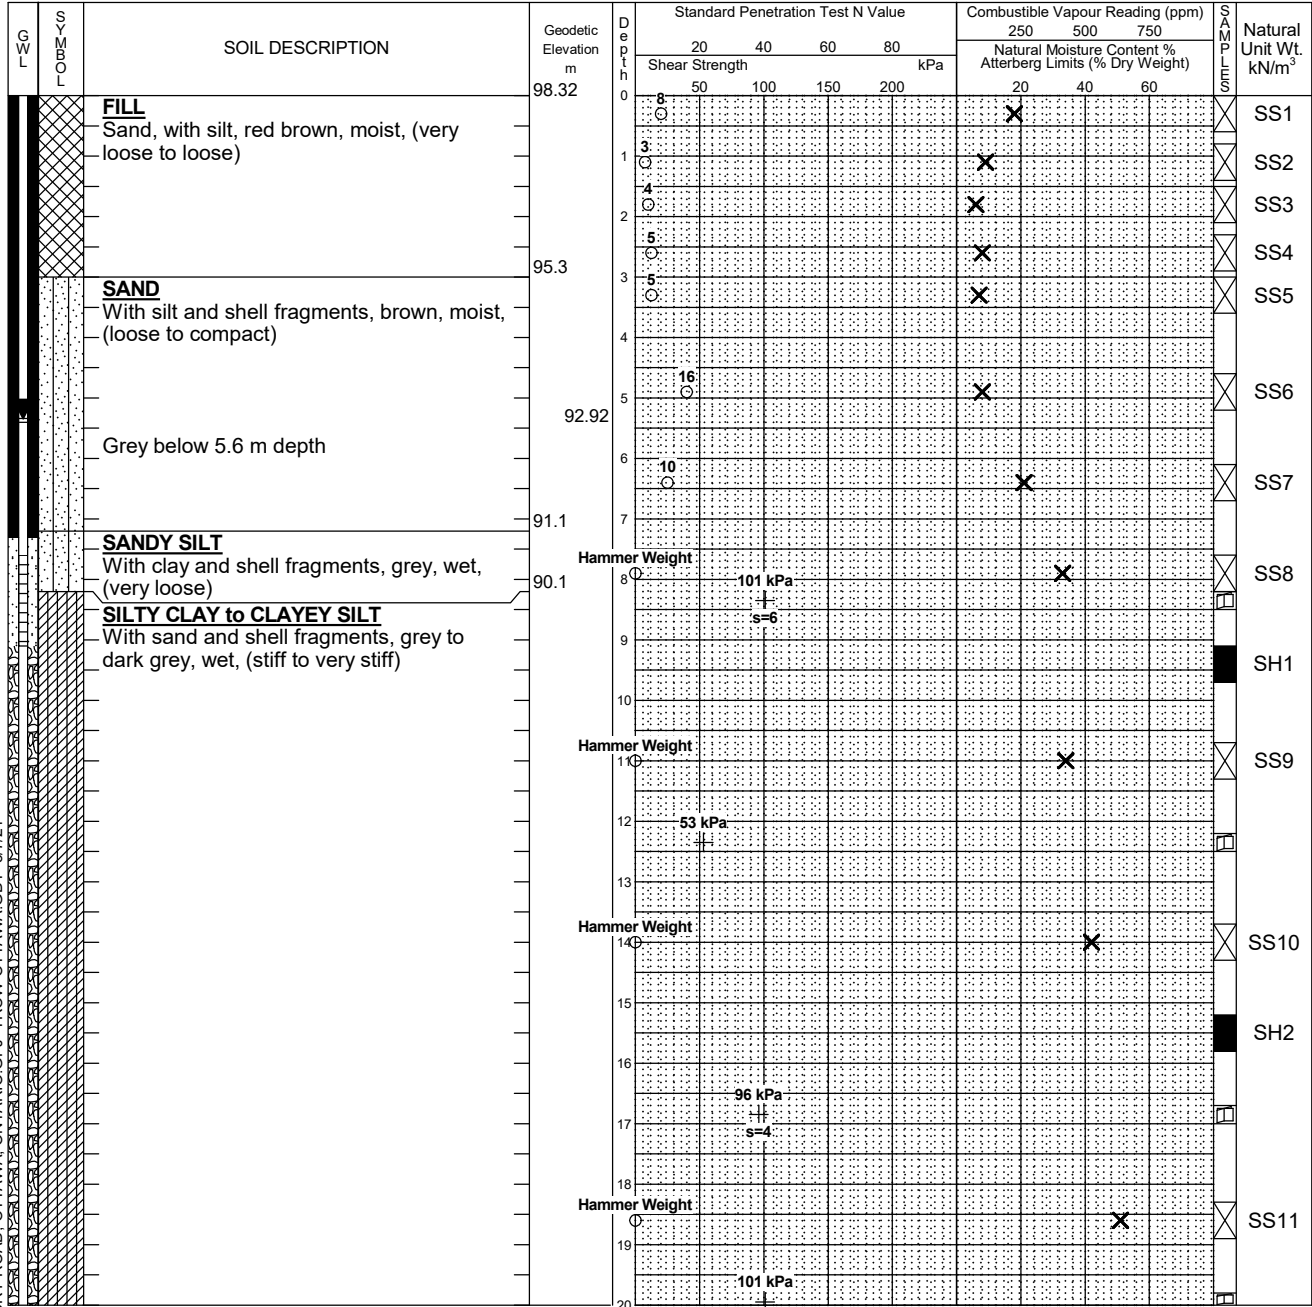 GWL
SYMBOL
SOIL DESCRIPTION
Geodetic
Elevation
m
Depth
Standard Penetration Test N Value
20 40 60 80
Shear Strength kPa
50 100 150 200
Combustible Vapour Reading (ppm)
250 500 750
Natural Moisture Content %
Atterberg Limits (% Dry Weight)
20 40 60
SAMPLES
Natural
Unit Wt.
kN/m³
98.32
0
FILL
Sand, with silt, red brown, moist, (very
loose to loose)
8
SS1
3
1
SS2
4
SS3
2
5
SS4
95.3
3
SAND
With silt and shell fragments, brown, moist,
(loose to compact)
5
SS5
4
16
SS6
5
92.92
Grey below 5.6 m depth
6
10
SS7
7
91.1
SANDY SILT
With clay and shell fragments, grey, wet,
(very loose)
Hammer Weight
SS8
8
90.1
101 kPa
s=6
SILTY CLAY to CLAYEY SILT
With sand and shell fragments, grey to
dark grey, wet, (stiff to very stiff)
9
SH1
10
Hammer Weight
11
SS9
12
53 kPa
13
Hammer Weight
14
SS10
15
SH2
16
96 kPa
17
s=4
18
Hammer Weight
SS11
19
101 kPa
20